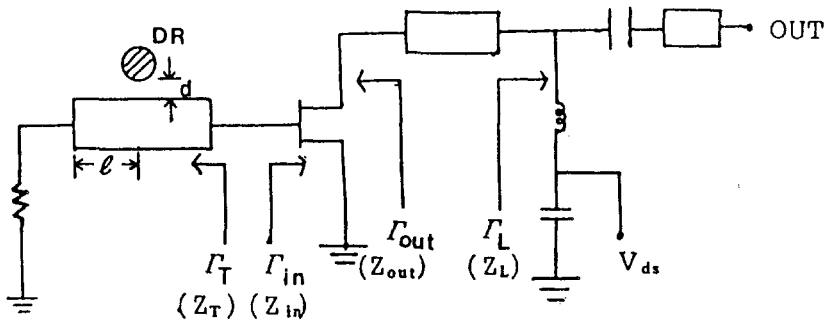 OUT
DR
d
ℓ
Γ_T Γ_in Γ_out Γ_L
(Z_T) (Z_in) (Z_out) (Z_L)
V_ds